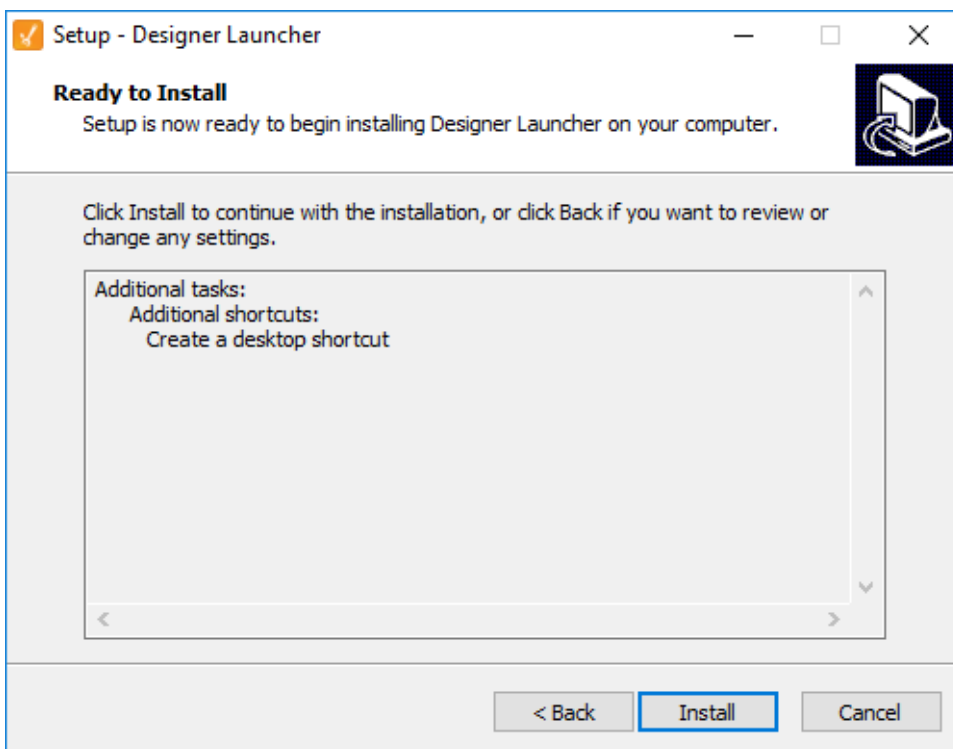 Setup - Designer Launcher
Ready to Install
Setup is now ready to begin installing Designer Launcher on your computer.
Click Install to continue with the installation, or click Back if you want to review or
change any settings.
Additional tasks:
Additional shortcuts:
Create a desktop shortcut
< Back
Install
Cancel